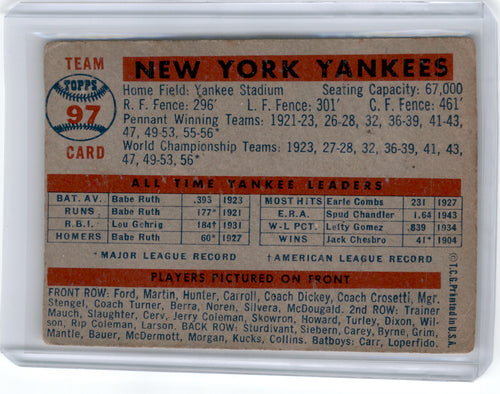 TEAM
TOPPS
97
CARD
NEW YORK YANKEES
Home Field: Yankee Stadium Seating Capacity: 67,000
R. F. Fence: 296' L. F. Fence: 301' C. F. Fence: 461'
Pennant Winning Teams: 1921-23, 26-28, 32, 36-39, 41-43,
47, 49-53, 55-56*
World Championship Teams: 1923, 27-28, 32, 36-39, 41, 43,
47, 49-53, 56*
ALL TIME YANKEE LEADERS
BAT. AV. Babe Ruth .393 1923 MOST HITS Earle Combs 231 1927
RUNS Babe Ruth 177* 1921 E.R.A. Spud Chandler 1.64 1943
R.B.I. Lou Gehrig 184† 1931 W-L PCT. Lefty Gomez .839 1934
HOMERS Babe Ruth 60* 1927 WINS Jack Chesbro 41* 1904
*MAJOR LEAGUE RECORD †AMERICAN LEAGUE RECORD
PLAYERS PICTURED ON FRONT
FRONT ROW: Ford, Martin, Hunter, Carroll, Coach Dickey, Coach Crosetti, Mgr.
Stengel, Coach Turner, Berra, Noren, Silvera, McDougald. 2nd ROW: Trainer
Mauch, Slaughter, Cerv, Jerry Coleman, Skowron, Howard, Turley, Dixon, Wil-
son, Rip Coleman, Larson. BACK ROW: Sturdivant, Siebern, Carey, Byrne, Grim,
Mantle, Bauer, McDermott, Morgan, Kucks, Collins. Batboys: Carr, Loperfido.
© T.C.G. Printed in U.S.A.